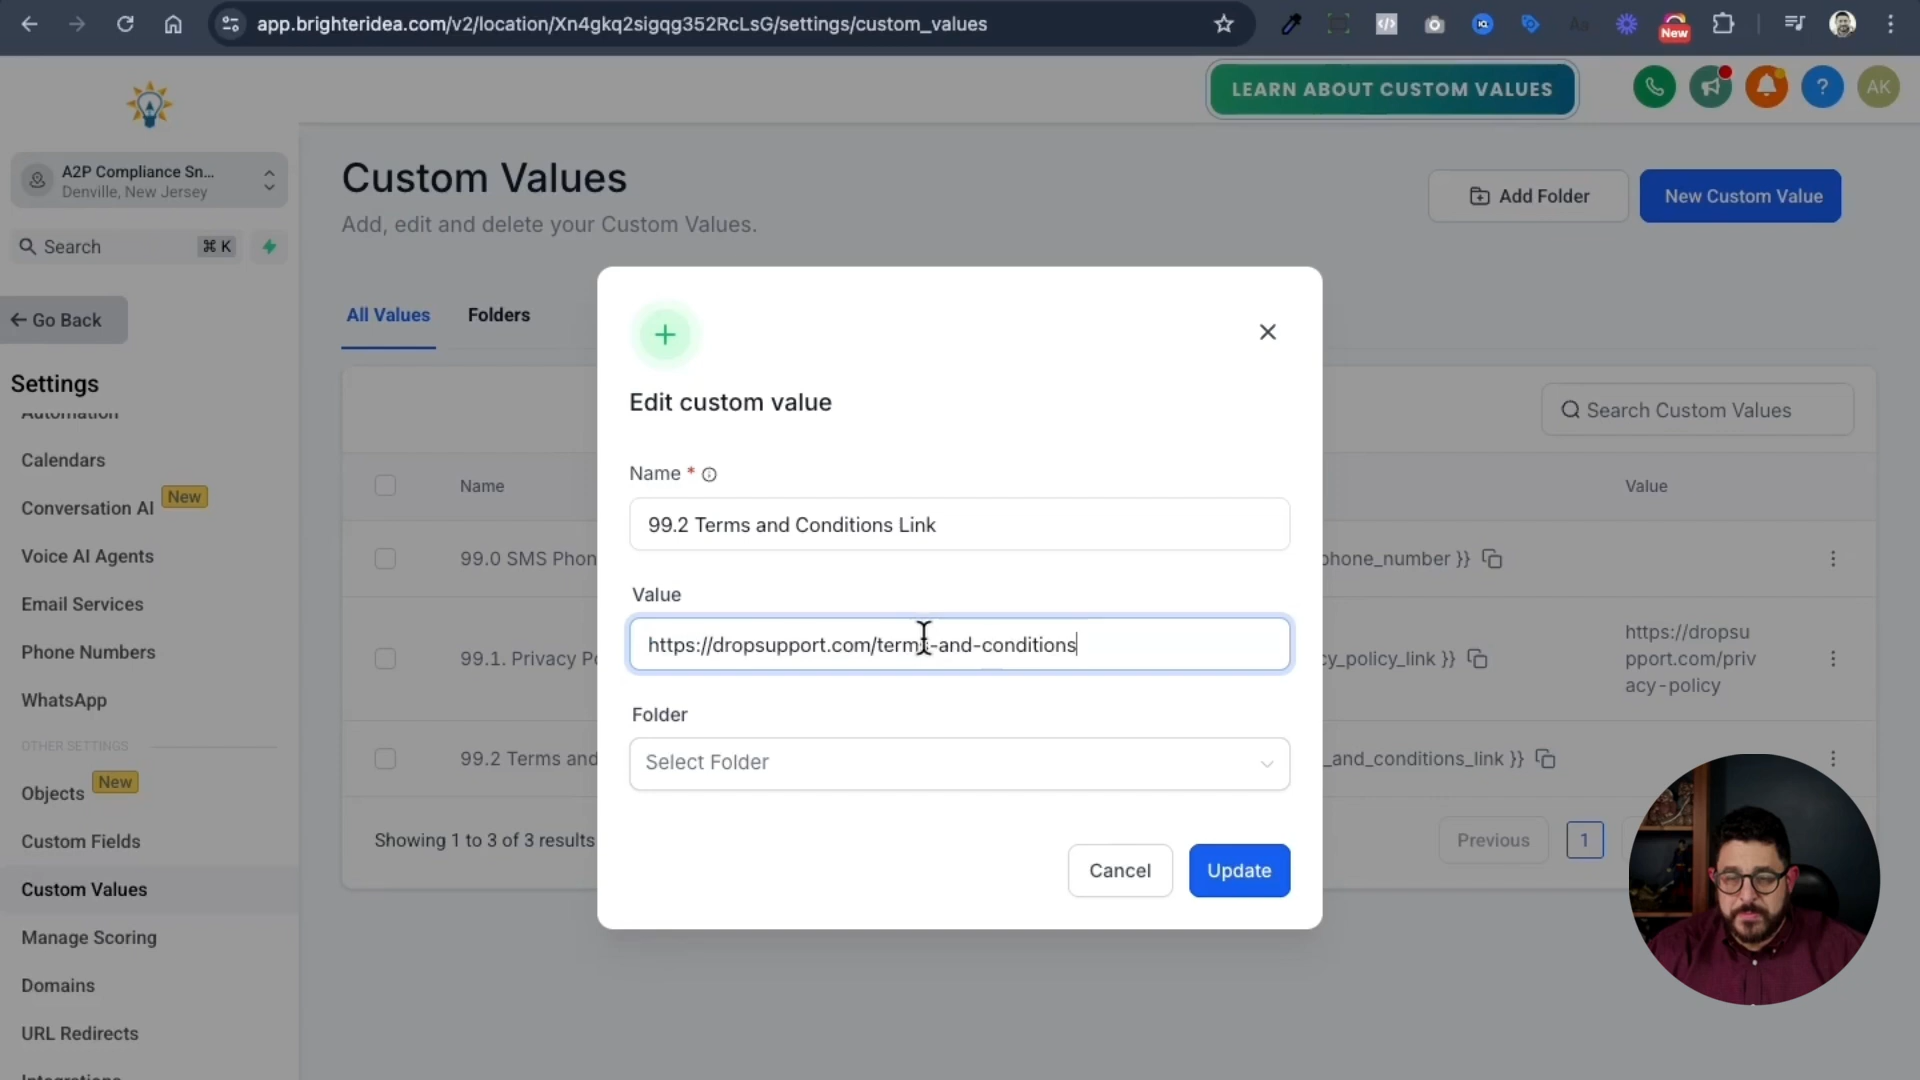 app.brighteridea.com/v2/location/Xn4gkq2sigqg352RcLsG/settings/custom_values
New
LEARN ABOUT CUSTOM VALUES
?
AK
A2P Compliance Sn...
Denville, New Jersey
Search
⌘ K
Go Back
Settings
Automation
Calendars
Conversation AI
New
Voice AI Agents
Email Services
Phone Numbers
WhatsApp
OTHER SETTINGS
Objects
New
Custom Fields
Custom Values
Manage Scoring
Domains
URL Redirects
Integrations
Custom Values
Add, edit and delete your Custom Values.
Add Folder
New Custom Value
All Values
Folders
Search Custom Values
Name
Value
99.0 SMS Phon
phone_number }}
99.1. Privacy Po
cy_policy_link }}
https://dropsu
pport.com/priv
acy-policy
99.2 Terms and
_and_conditions_link }}
Showing 1 to 3 of 3 results
Previous
1
Edit custom value
Name *
99.2 Terms and Conditions Link
Value
https://dropsupport.com/terms-and-conditions
Folder
Select Folder
Cancel
Update